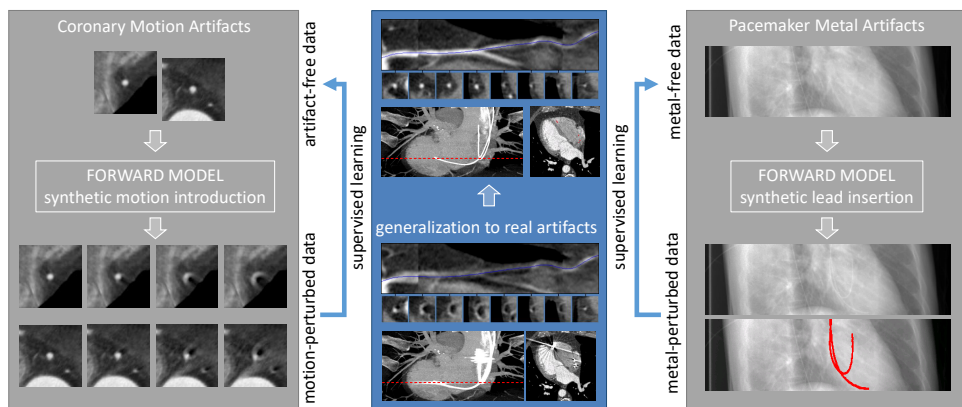 Coronary Motion Artifacts
FORWARD MODEL
synthetic motion introduction
artifact-free data
motion-perturbed data
supervised learning
generalization to real artifacts
supervised learning
metal-free data
metal-perturbed data
Pacemaker Metal Artifacts
FORWARD MODEL
synthetic lead insertion